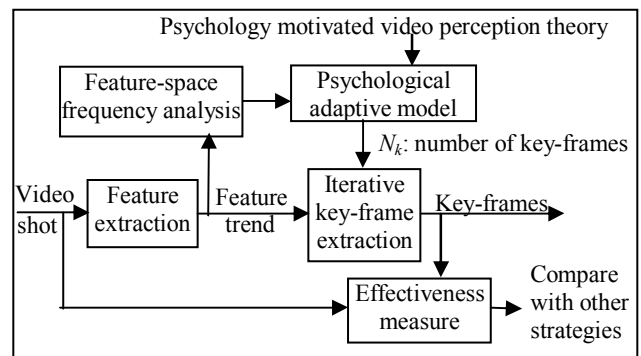 Psychology motivated video perception theory
Feature-space
frequency analysis
Psychological
adaptive model
N_k: number of key-frames
Video
shot
Feature
extraction
Feature
trend
Iterative
key-frame
extraction
Key-frames
Effectiveness
measure
Compare
with other
strategies